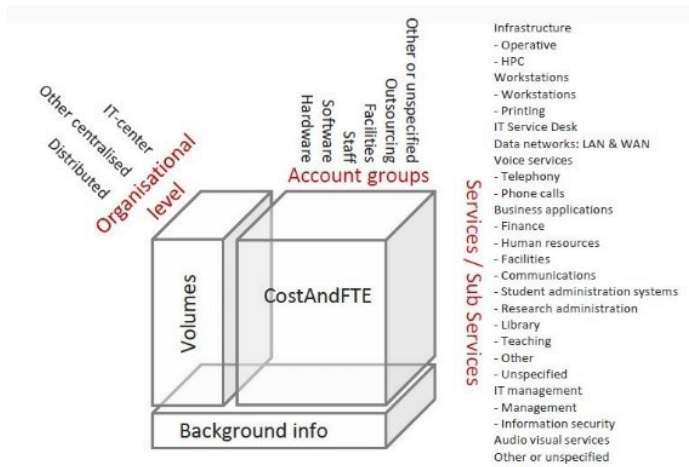 IT-center
Other centralised
Distributed
Organisational
level
Hardware
Software
Staff
Facilities
Outsourcing
Other or unspecified
Account groups
Volumes
CostAndFTE
Background info
Services / Sub Services
Infrastructure
- Operative
- HPC
Workstations
- Workstations
- Printing
IT Service Desk
Data networks: LAN & WAN
Voice services
- Telephony
- Phone calls
Business applications
- Finance
- Human resources
- Facilities
- Communications
- Student administration systems
- Research administration
- Library
- Teaching
- Other
- Unspecified
IT management
- Management
- Information security
Audio visual services
Other or unspecified